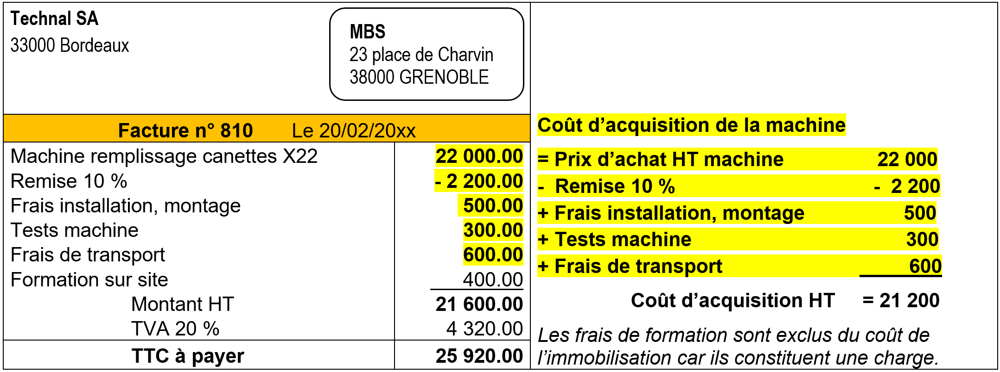 Technal SA
33000 Bordeaux
MBS
23 place de Charvin
38000 GRENOBLE
Facture n° 810 Le 20/02/20xx
Machine remplissage canettes X22 22 000.00
Remise 10 % - 2 200.00
Frais installation, montage 500.00
Tests machine 300.00
Frais de transport 600.00
Formation sur site 400.00
Montant HT 21 600.00
TVA 20 % 4 320.00
TTC à payer 25 920.00
Coût d’acquisition de la machine
= Prix d’achat HT machine 22 000
- Remise 10 % - 2 200
+ Frais installation, montage 500
+ Tests machine 300
+ Frais de transport 600
Coût d’acquisition HT = 21 200
Les frais de formation sont exclus du coût de
l’immobilisation car ils constituent une charge.